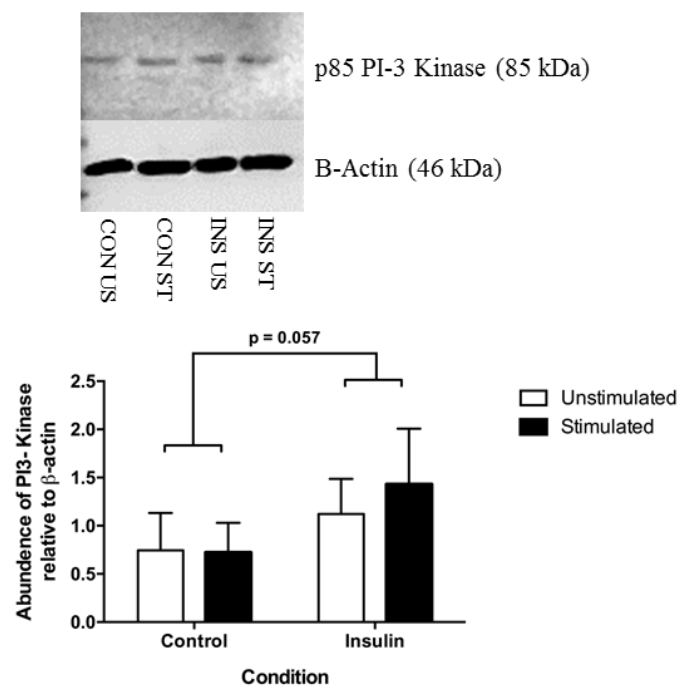 p85 PI-3 Kinase (85 kDa)
B-Actin (46 kDa)
CON US
CON ST
INS US
INS ST
p = 0.057
Abundence of PI3- Kinase
relative to β-actin
2.5
2.0
1.5
1.0
0.5
0.0
Control
Insulin
Condition
Unstimulated
Stimulated